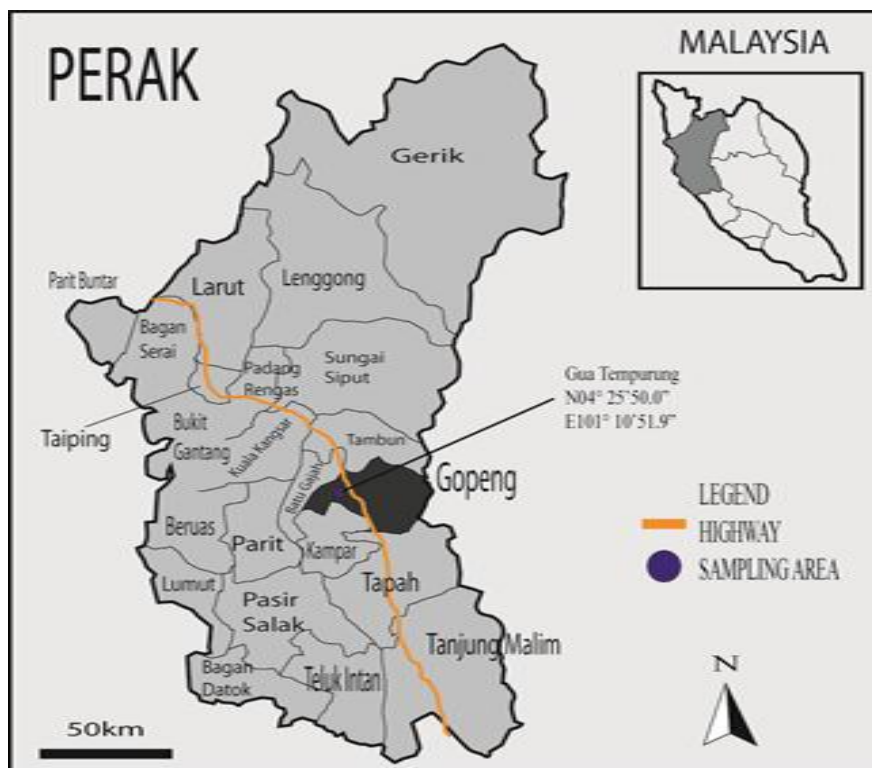 PERAK
MALAYSIA
Gerik
Parit Buntar
Larut
Lenggong
Bagan
Serai
Padang
Rengas
Sungai
Siput
Gua Tempurung
N04° 25'50.0"
E101° 10'51.9"
Taiping
Bukit
Gantang
Kuala Kangsar
Tambun
Batu Gajah
Gopeng
Beruas
Parit
Kampar
LEGEND
HIGHWAY
SAMPLING AREA
Lumut
Tapah
Pasir
Salak
Tanjung Malim
Bagan
Datok
Teluk Intan
N
50km